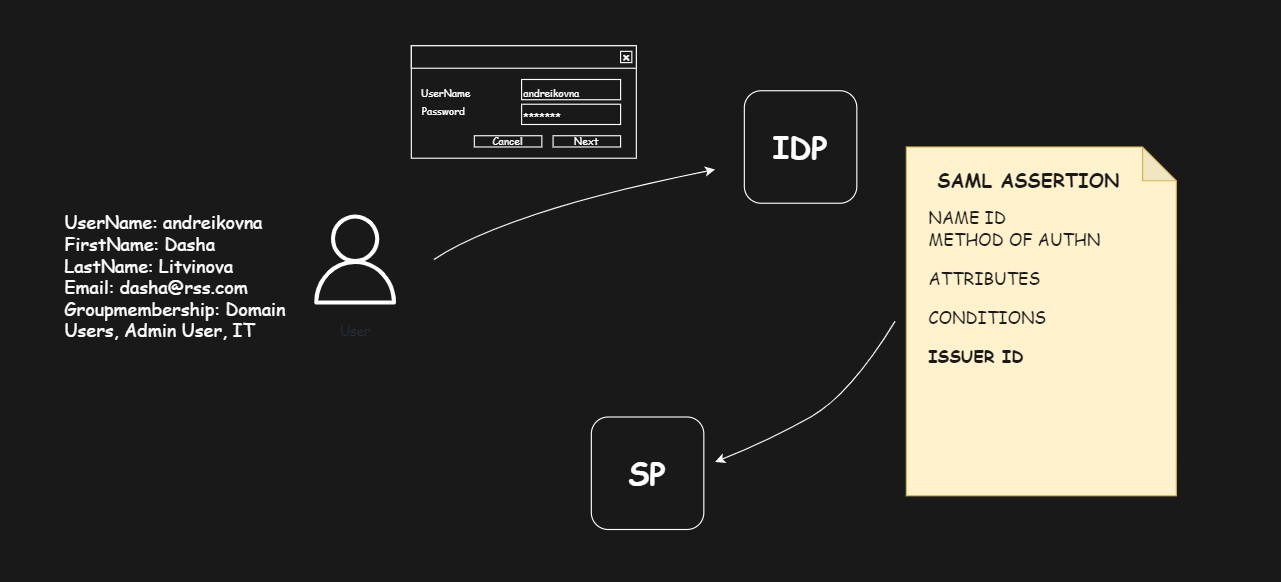 UserName
andreikovna
Password
*******
Cancel
Next
IDP
SAML ASSERTION
NAME ID
METHOD OF AUTHN
ATTRIBUTES
CONDITIONS
ISSUER ID
UserName: andreikovna
FirstName: Dasha
LastName: Litvinova
Email: dasha@rss.com
Groupmembership: Domain
Users, Admin User, IT
User
SP